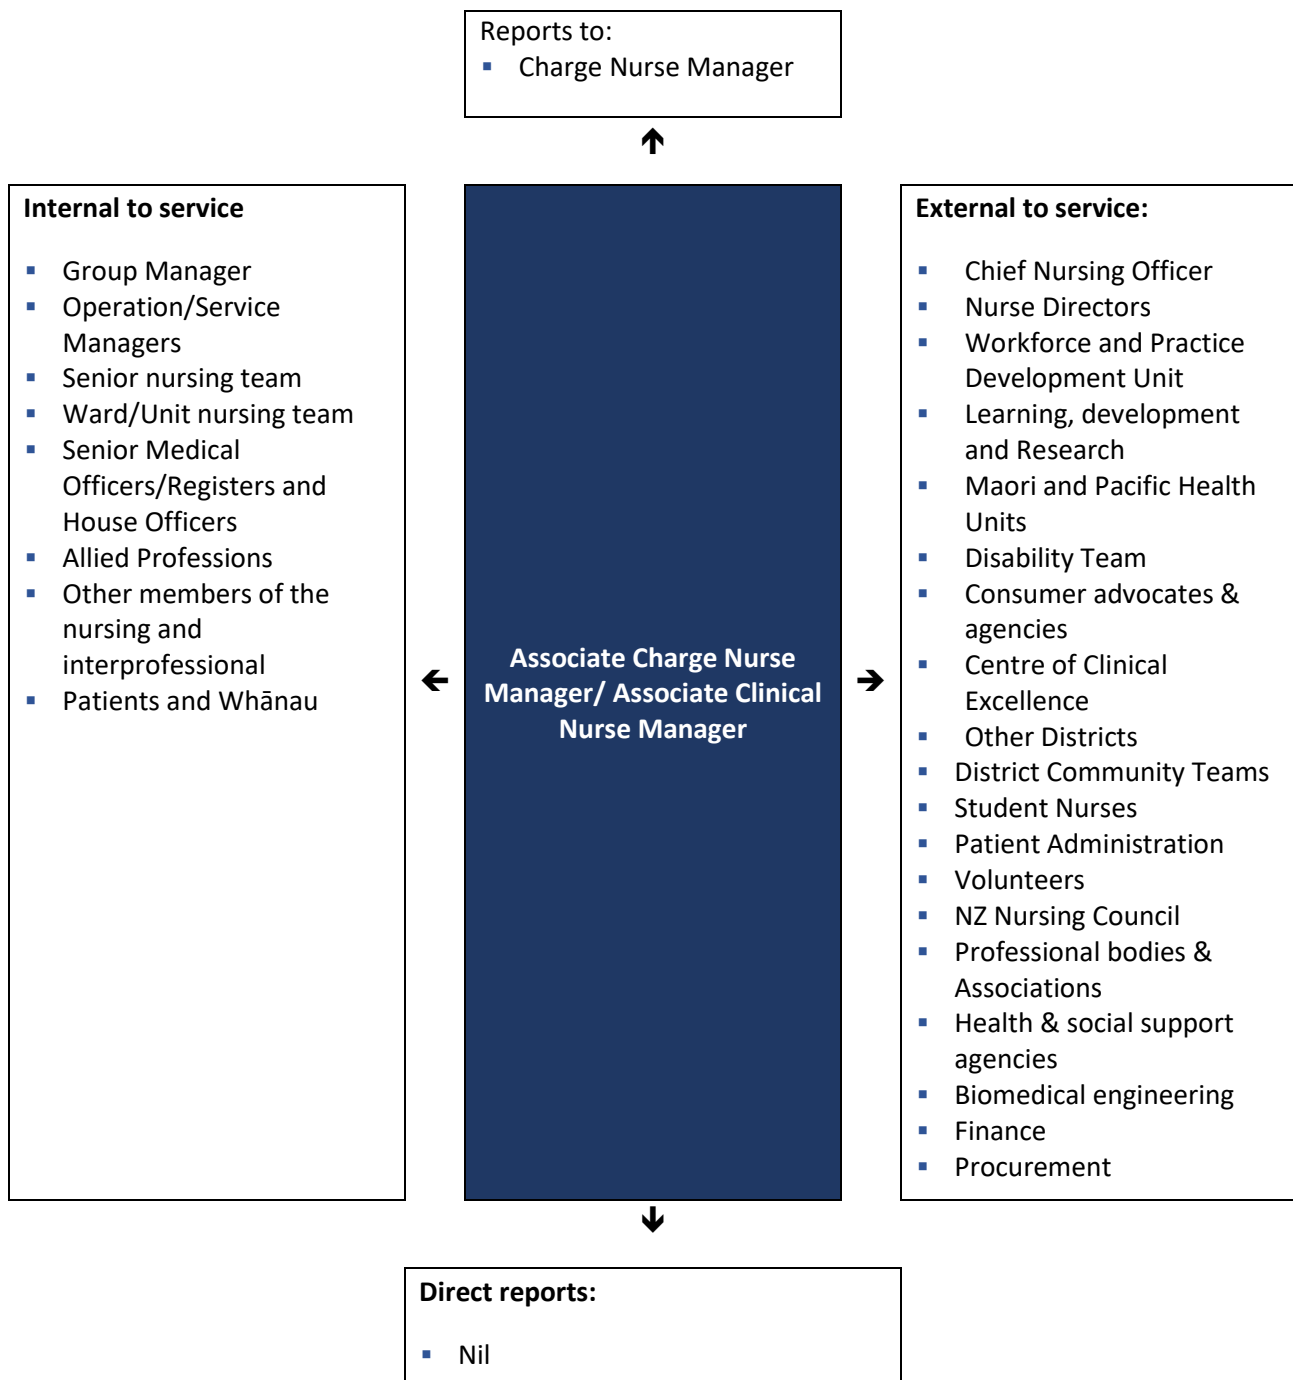 Reports to:
▪ Charge Nurse Manager
↑
Internal to service
▪ Group Manager
▪ Operation/Service
Managers
▪ Senior nursing team
▪ Ward/Unit nursing team
▪ Senior Medical
Officers/Registers and
House Officers
▪ Allied Professions
▪ Other members of the
nursing and
interprofessional
▪ Patients and Whānau
←
Associate Charge Nurse
Manager/ Associate Clinical
Nurse Manager
→
External to service:
▪ Chief Nursing Officer
▪ Nurse Directors
▪ Workforce and Practice
Development Unit
▪ Learning, development
and Research
▪ Maori and Pacific Health
Units
▪ Disability Team
▪ Consumer advocates &
agencies
▪ Centre of Clinical
Excellence
▪ Other Districts
▪ District Community Teams
▪ Student Nurses
▪ Patient Administration
▪ Volunteers
▪ NZ Nursing Council
▪ Professional bodies &
Associations
▪ Health & social support
agencies
▪ Biomedical engineering
▪ Finance
▪ Procurement
↓
Direct reports:
▪ Nil